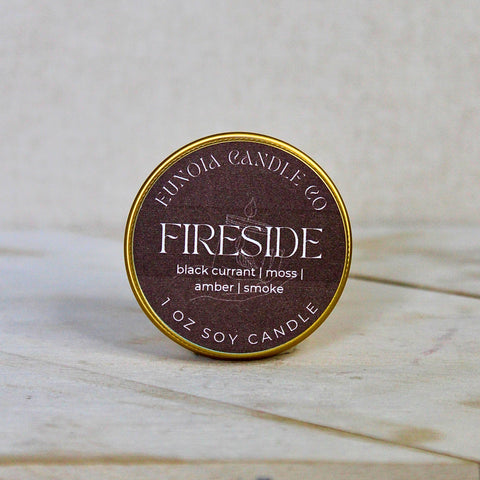 EUNOIA CANDLE CO
FIRESIDE
black currant | moss |
amber | smoke
1 OZ SOY CANDLE